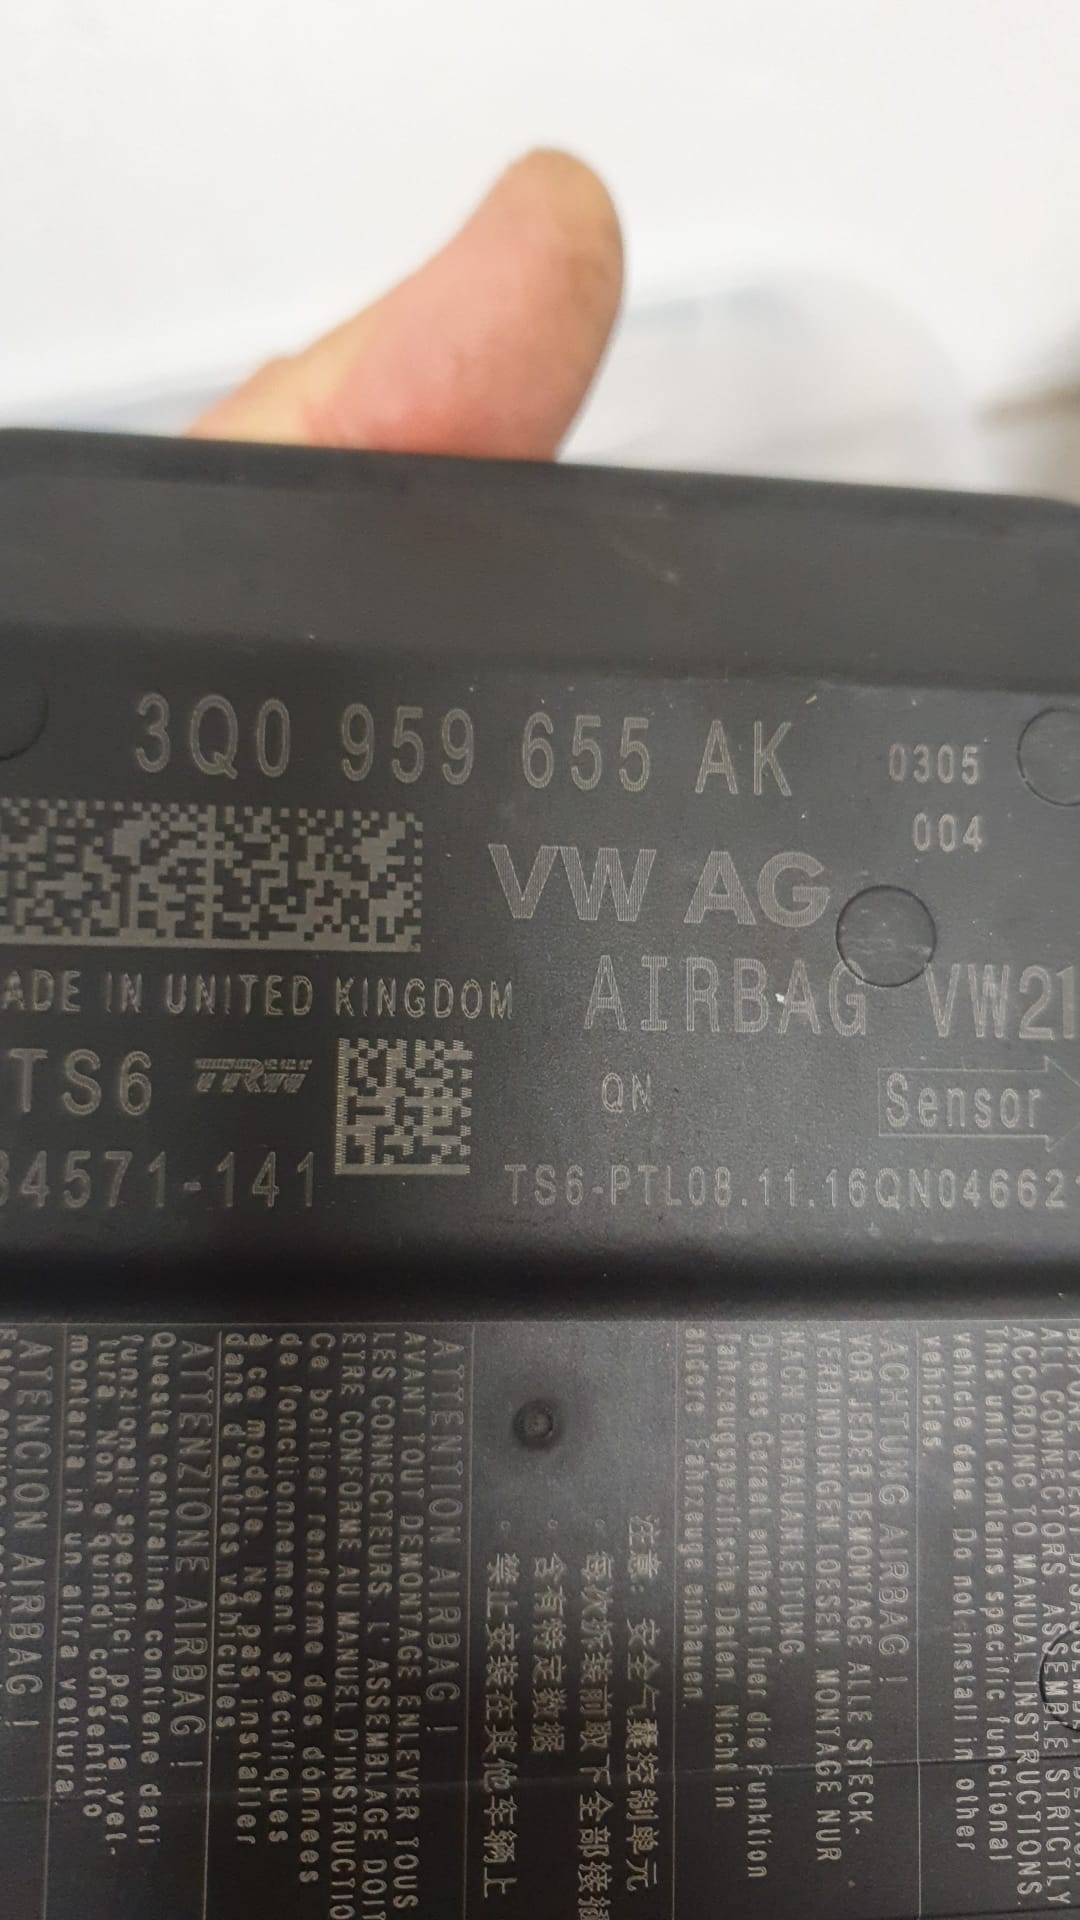 3Q0 959 655 AK
0305
004
VW AG
ADE IN UNITED KINGDOM
AIRBAG VW21
TS6 TRW
QN
Sensor
34571-141
TS6-PTL08.11.16QN046621
ALL CONNECTORS. ASSEMBLE STRICTLY
ACCORDING TO MANUAL INSTRUCTIONS.
This unit contains specific functional
vehicle data. Do not install in other
vehicles.
ACHTUNG AIRBAG !
VOR JEDER DEMONTAGE ALLE STECK-
VERBINDUNGEN LOESEN. MONTAGE NUR
NACH EINBAUANLEITUNG.
Dieses Geraet enthaelt fuer die Funktion
fahrzeugspezifische Daten. Nicht in
andere Fahrzeuge einbauen.
注意: 安全气囊控制单元
。 每次拆装前取下全部接
。 含有特定数据
。 禁止安装在其他车辆上
ATTENTION AIRBAG !
AVANT TOUT DEMONTAGE ENLEVER TOUS
LES CONNECTEURS. L' ASSEMBLAGE DOIT
ETRE CONFORME AU MANUEL D'INSTRUCTIO
Ce boitier renferme des données
de fonctionnement spécifiques
à ce modèle. Ne pas installer
dans d'autres véhicules.
ATTENZIONE AIRBAG !
Questa centralina contiene dati
funzionali specifici per la vet-
tura. Non e quindi consentito
montarla in un altra vettura.
ATENCION AIRBAG !